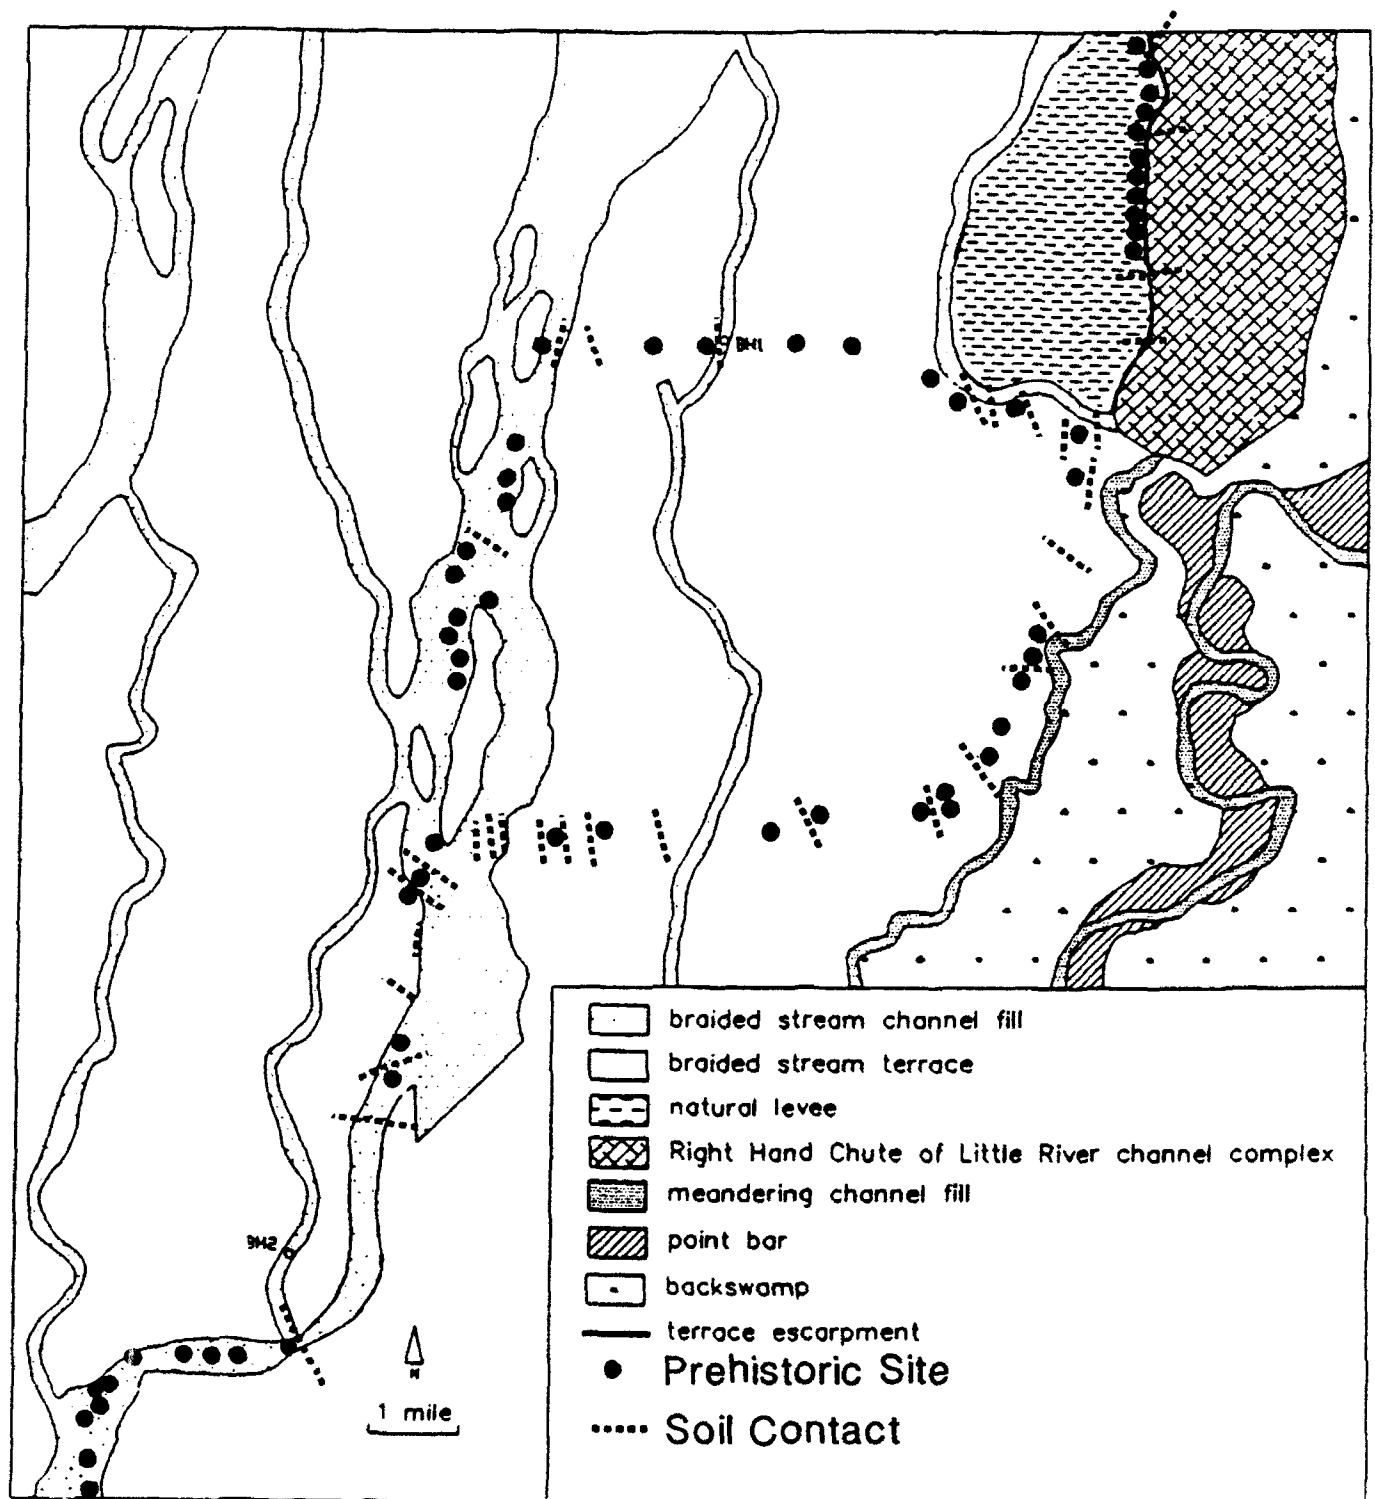 BH1
braided stream channel fill
braided stream terrace
natural levee
Right Hand Chute of Little River channel complex
meandering channel fill
point bar
backswamp
BH2
terrace escarpment
N
Prehistoric Site
1 mile
Soil Contact